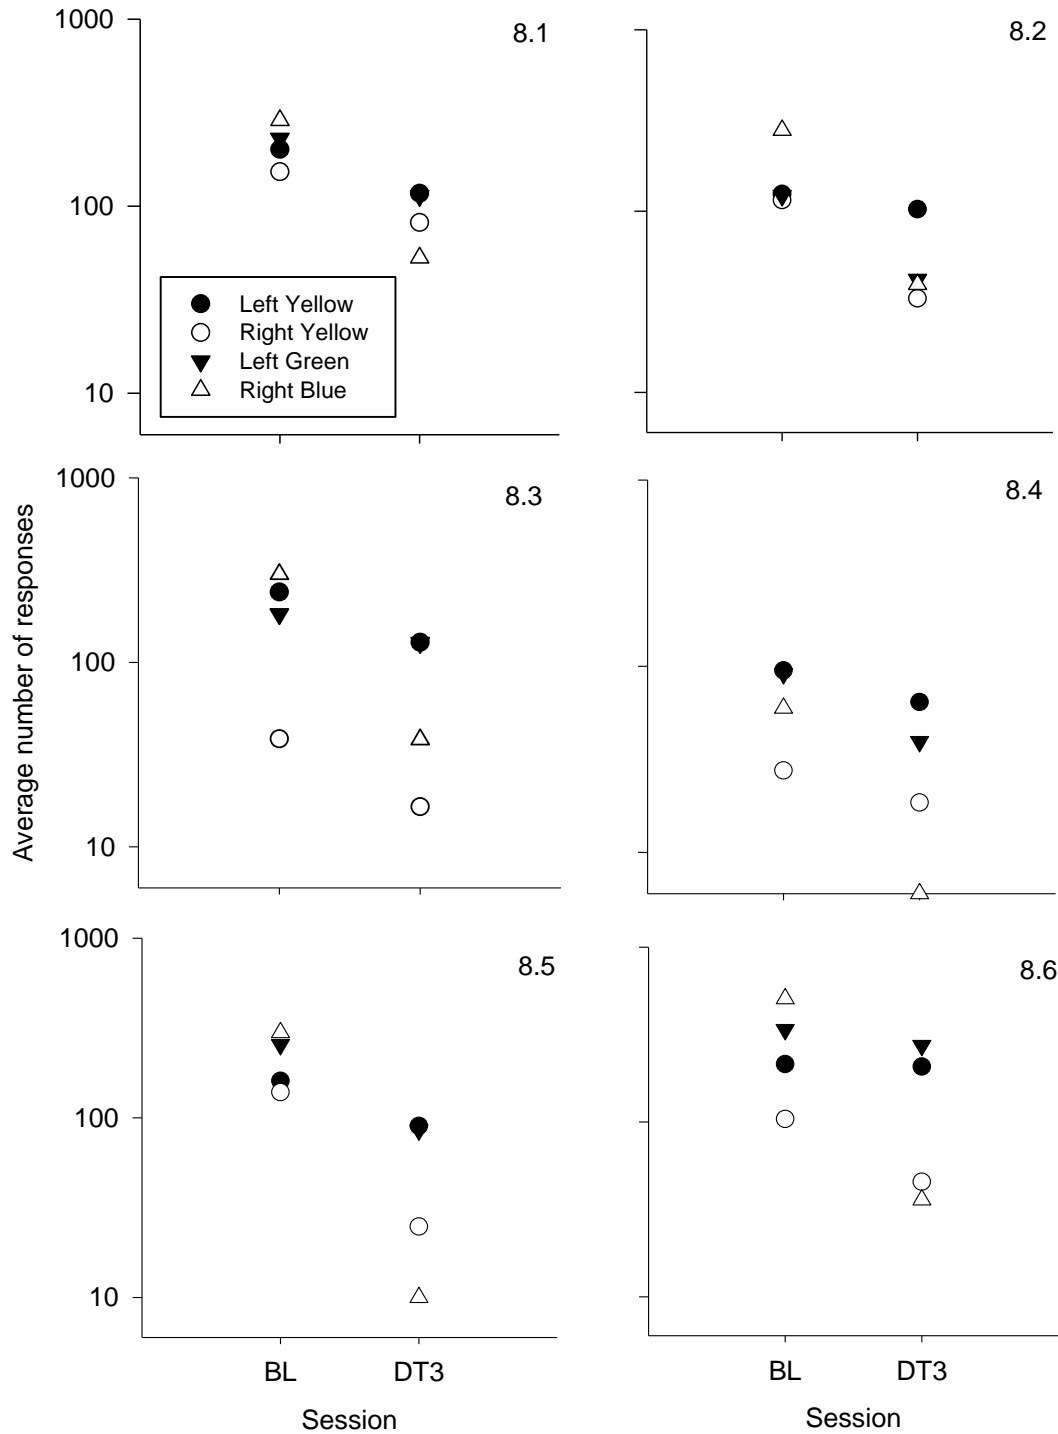 1000
8.1
8.2
100
Left Yellow
Right Yellow
Left Green
Right Blue
10
1000
8.3
8.4
Average number of responses
100
10
1000
8.5
8.6
100
10
BL
DT3
BL
DT3
Session
Session